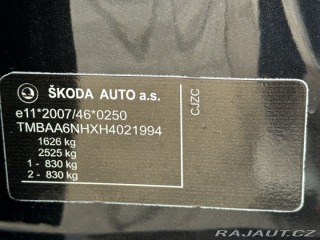 ŠKODA AUTO a.s.
e11*2007/46*0250
TMBAA6NHXH4021994
1626 kg
2525 kg
1 - 830 kg
2 - 830 kg
CJZC
RAJAUT.CZ